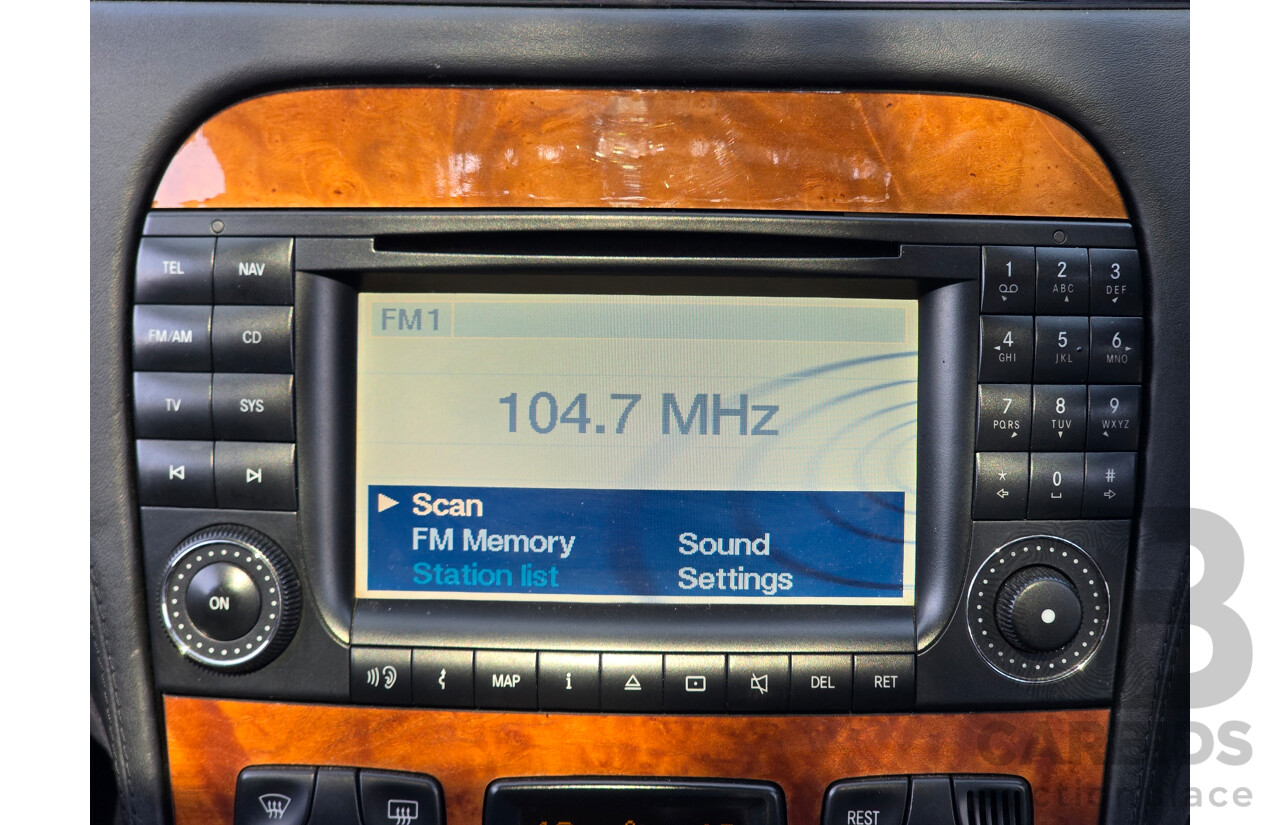 TEL NAV
FM/AM CD
TV SYS
ON
FM1
104.7 MHz
Scan
FM Memory Sound
Station list Settings
1 2 ABC 3 DEF
4 GHI 5 JKL 6 MNO
7 PQRS 8 TUV 9 WXYZ
* 0 #
MAP i DEL RET
REST
CARBIDS